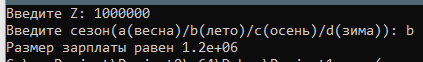 Введите Z: 1000000
Введите сезон(a(весна)/b(лето)/c(осень)/d(зима)): b
Размер зарплаты равен 1.2e+06